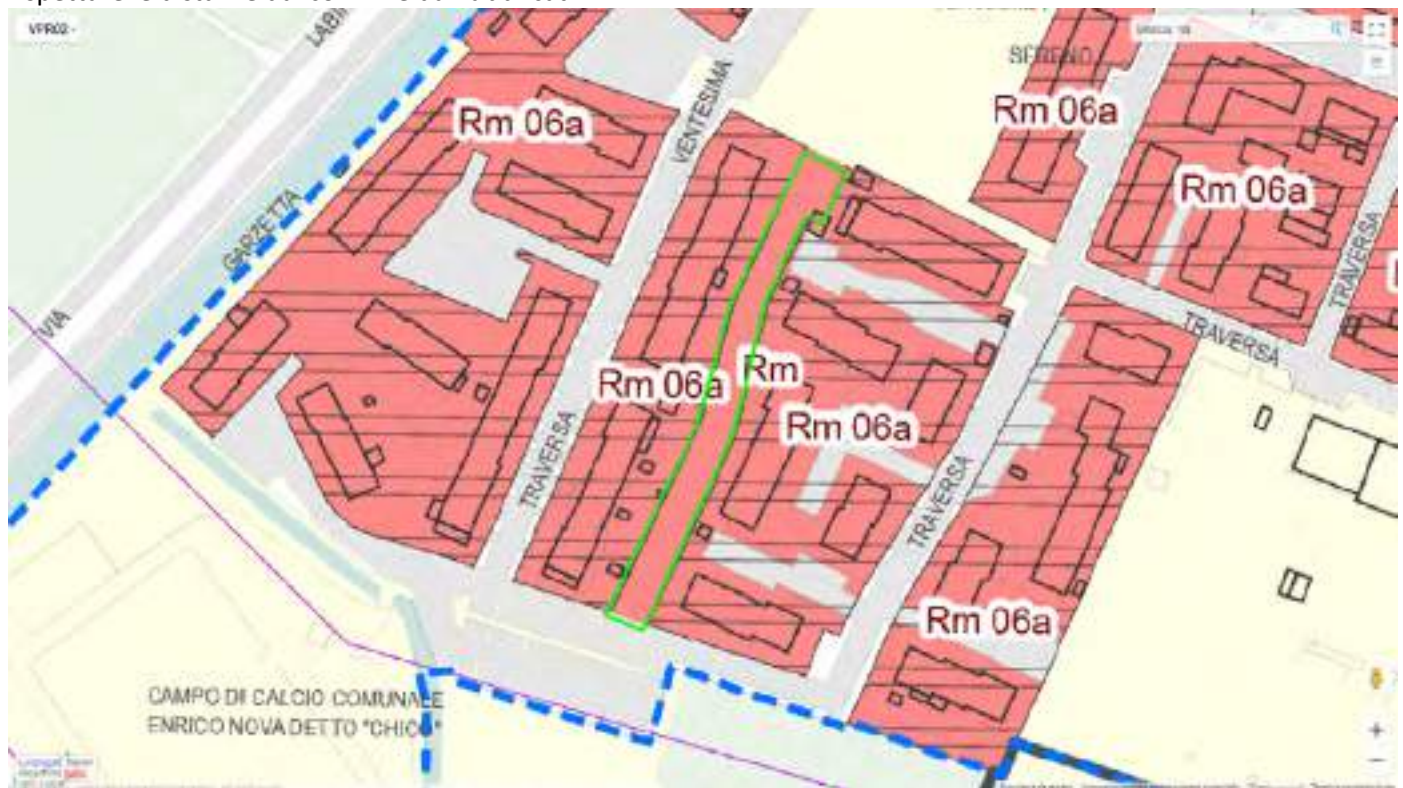 VPR02
Rm 06a
VENTESIMA
SERENO
Rm 06a
Rm 06a
GARZETTA
TRAVERSA
VIA
TRAVERSA
Rm 06a
Rm
Rm 06a
TRAVERSA
TRAVERSA
Rm 06a
CAMPO DI CALCIO COMUNALE
ENRICO NOVA DETTO "CHICO"